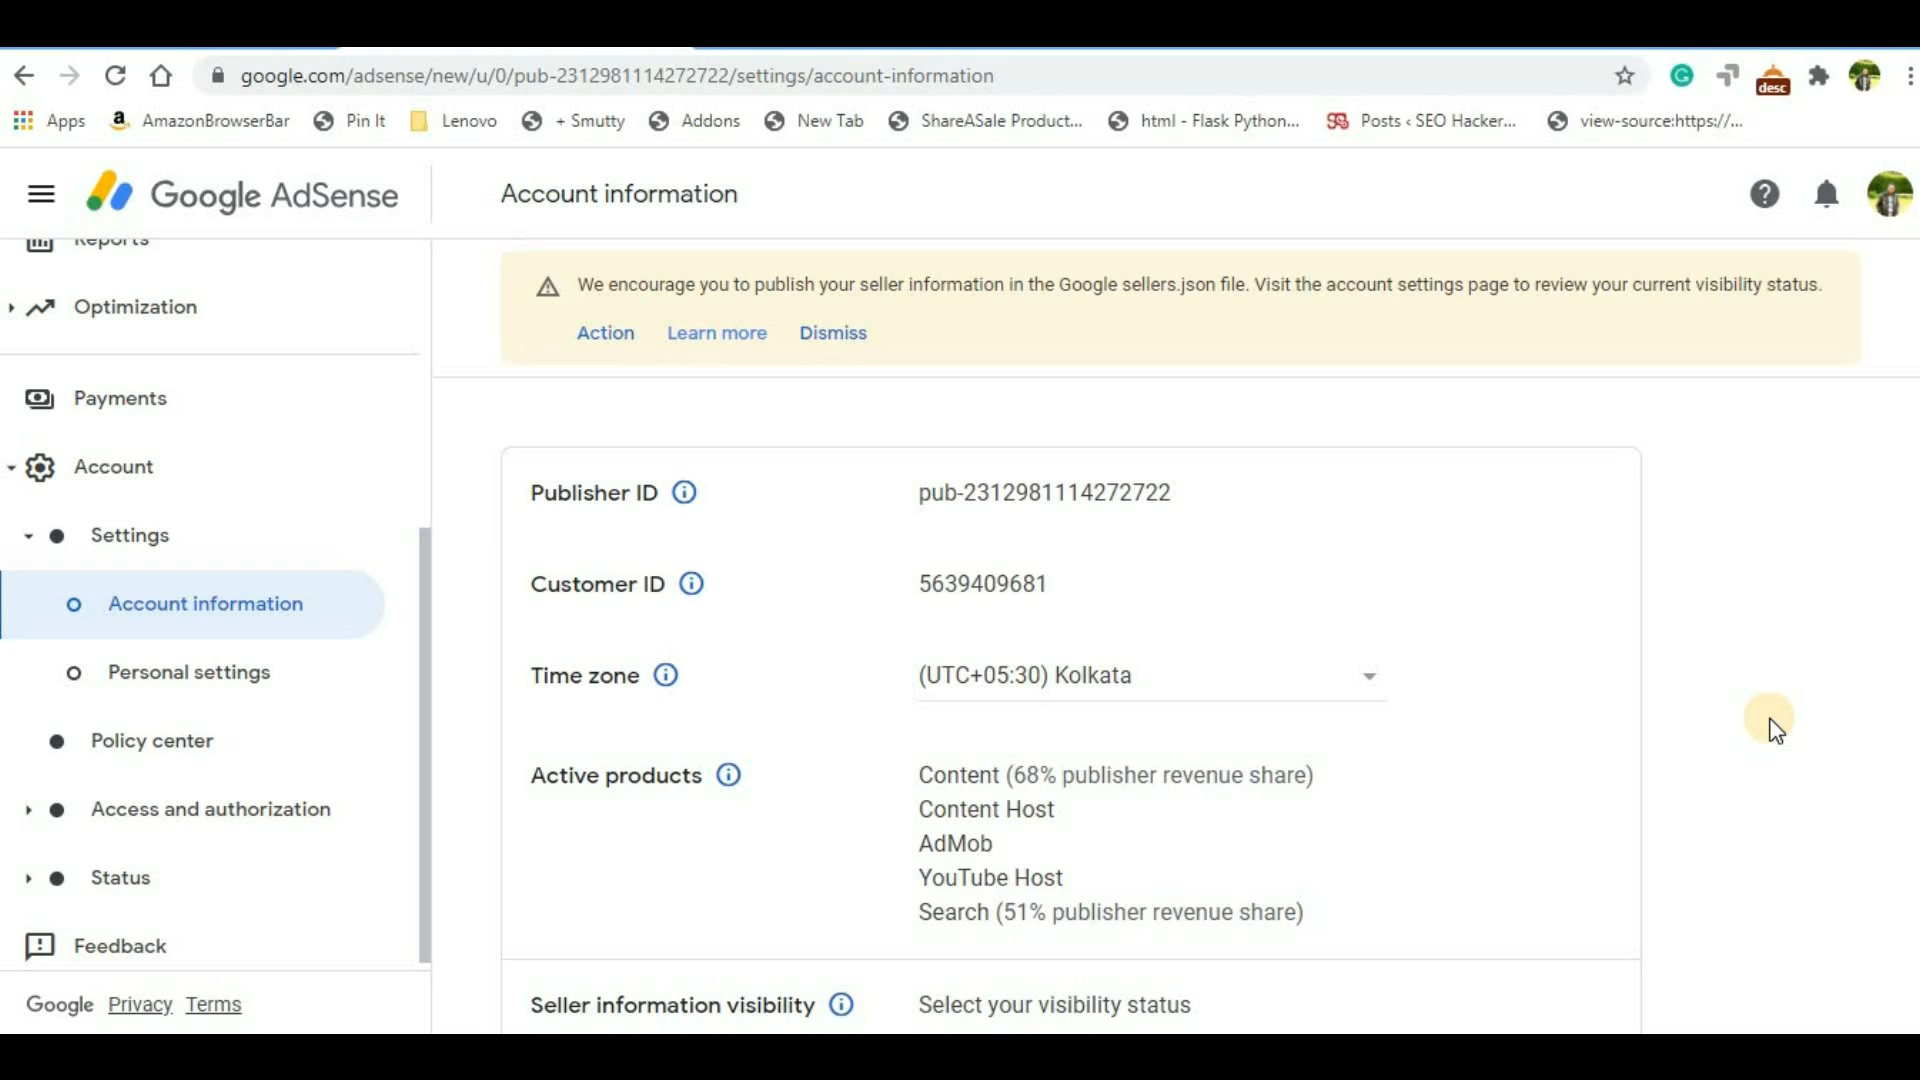 google.com/adsense/new/u/0/pub-2312981114272722/settings/account-information
desc
Apps AmazonBrowserBar Pin It Lenovo + Smutty Addons New Tab ShareASale Product... html - Flask Python... Posts ‹ SEO Hacker... view-source:https://...
Google AdSense
Account information
Reports
Optimization
Payments
Account
Settings
Account information
Personal settings
Policy center
Access and authorization
Status
Feedback
Google Privacy Terms
We encourage you to publish your seller information in the Google sellers.json file. Visit the account settings page to review your current visibility status.
Action Learn more Dismiss
Publisher ID pub-2312981114272722
Customer ID 5639409681
Time zone (UTC+05:30) Kolkata
Active products Content (68% publisher revenue share)
Content Host
AdMob
YouTube Host
Search (51% publisher revenue share)
Seller information visibility Select your visibility status